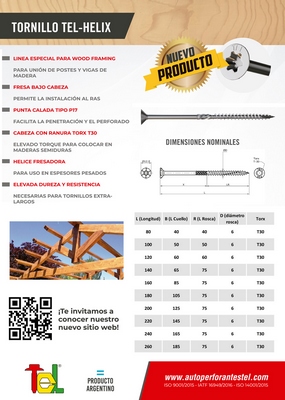 TORNILLO TEL-HELIX
NUEVO
PRODUCTO
LINEA ESPECIAL PARA WOOD FRAMING
PARA UNIÓN DE POSTES Y VIGAS DE
MADERA
FRESA BAJO CABEZA
PERMITE LA INSTALACIÓN AL RAS
PUNTA CALADA TIPO P17
FACILITA LA PENETRACIÓN Y EL PERFORADO
CABEZA CON RANURA TORX T30
ELEVADO TORQUE PARA COLOCAR EN
MADERAS SEMIDURAS
HELICE FRESADORA
PARA USO EN ESPESORES PESADOS
ELEVADA DUREZA Y RESISTENCIA
NECESARIAS PARA TORNILLOS EXTRA-
LARGOS
DIMENSIONES NOMINALES
L (Longitud) B (L Cuello) R (L Rosca) D (diámetro rosca) Torx
80 40 40 6 T30
100 50 50 6 T30
120 60 60 6 T30
140 65 75 6 T30
160 85 75 6 T30
180 105 75 6 T30
200 125 75 6 T30
220 145 75 6 T30
240 165 75 6 T30
260 185 75 6 T30
¡Te invitamos a
conocer nuestro
nuevo sitio web!
TEL
PRODUCTO
ARGENTINO
www.autoperforantestel.com
ISO 9001/2015 - IATF 16949/2016 - ISO 14001/2015